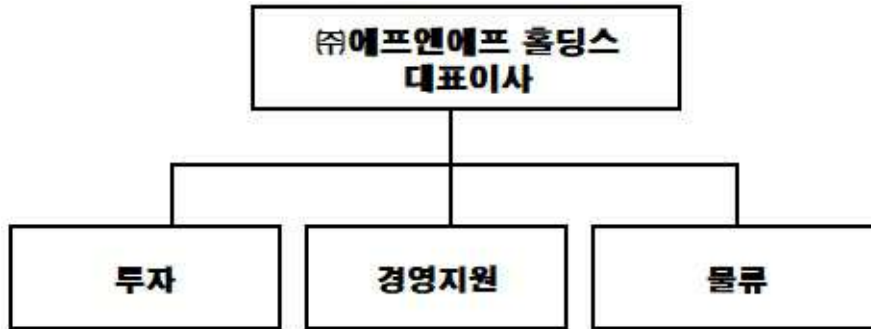 ㈜에프엔에프 홀딩스
대표이사
투자
경영지원
물류